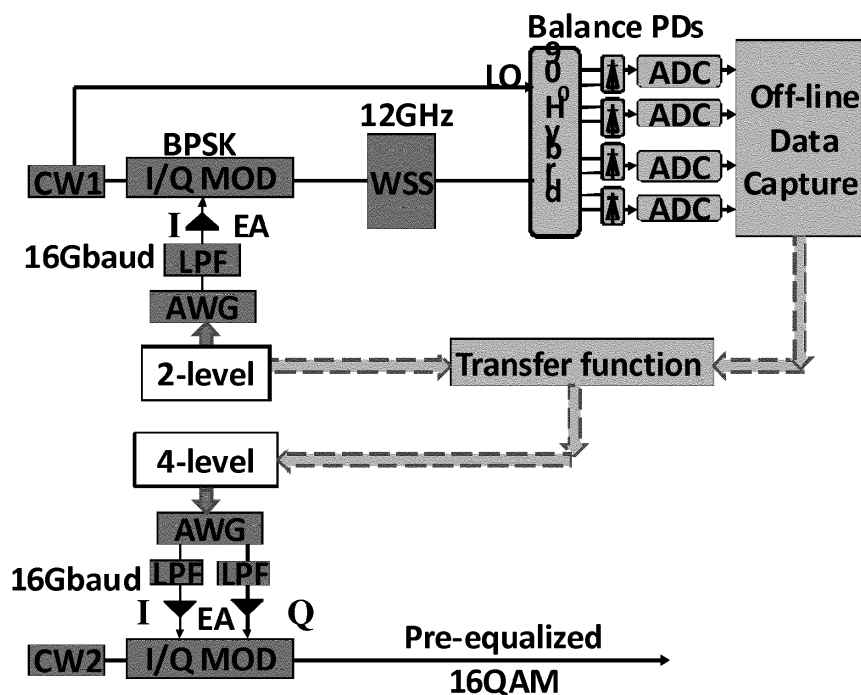 Balance PDs
LO
90° Hybrd
ADC
ADC
ADC
ADC
Off-line
Data
Capture
12GHz
BPSK
CW1
I/Q MOD
WSS
I
EA
16Gbaud
LPF
AWG
2-level
Transfer function
4-level
AWG
16Gbaud
LPF
LPF
I
EA
Q
CW2
I/Q MOD
Pre-equalized
16QAM